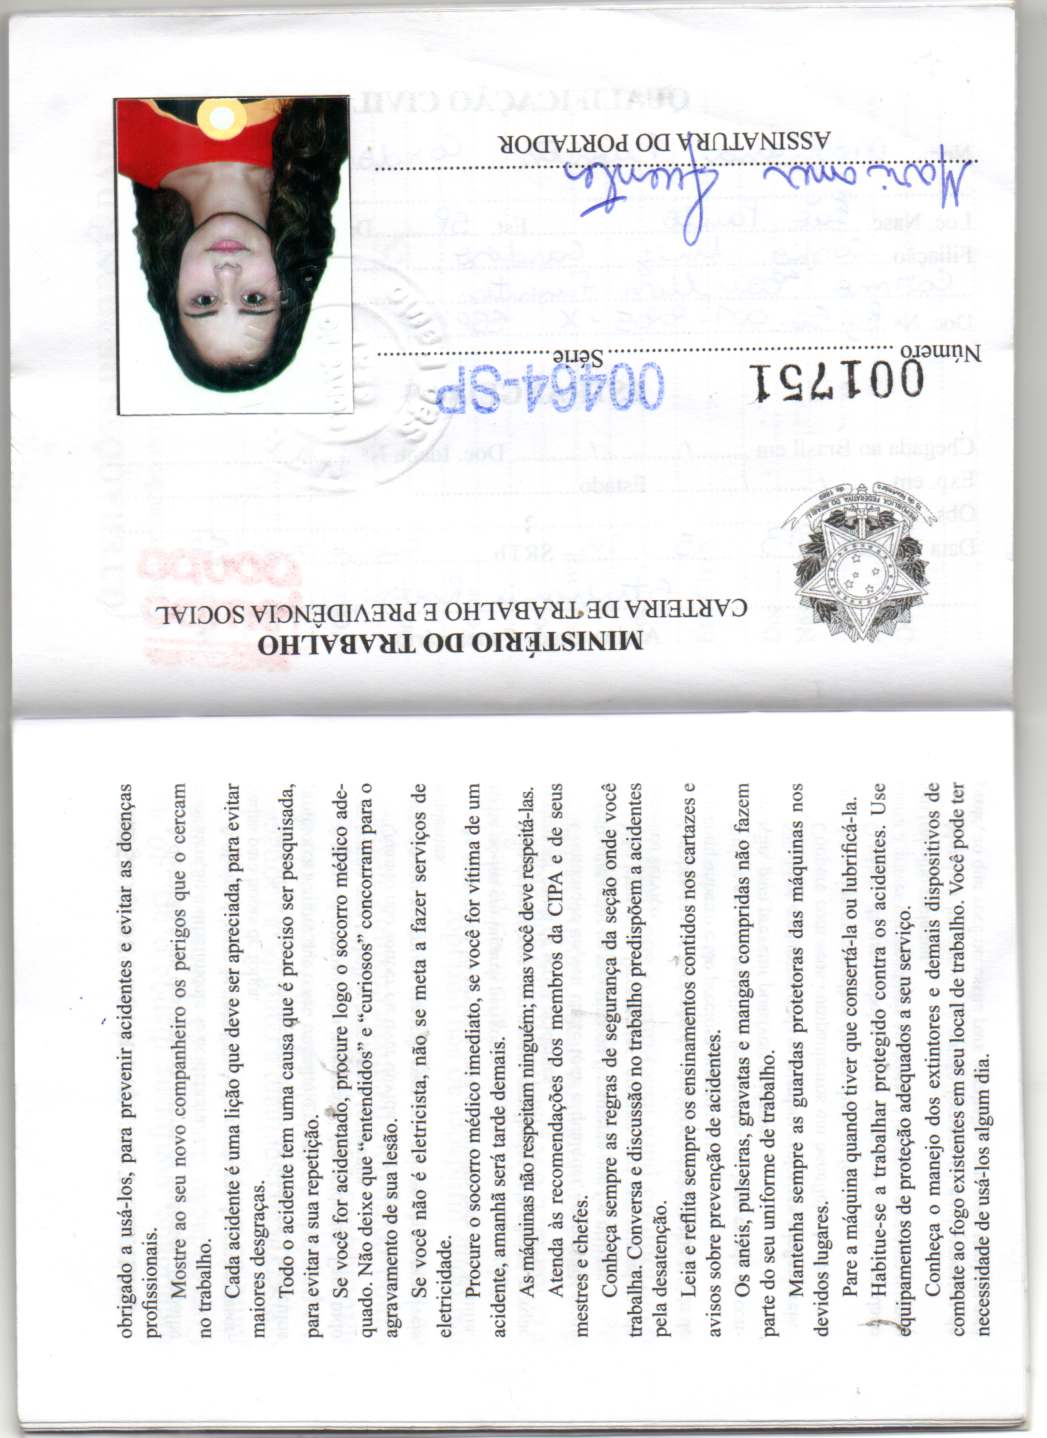 MINISTÉRIO DO TRABALHO
CARTEIRA DE TRABALHO E PREVIDÊNCIA SOCIAL
REPÚBLICA FEDERATIVA DO BRASIL
15 de Novembro de 1889
Número 001751 Série 00464-SP
Mariana
ASSINATURA DO PORTADOR
obrigado a usá-los, para prevenir acidentes e evitar as doenças
profissionais.
Mostre ao seu novo companheiro os perigos que o cercam
no trabalho.
Cada acidente é uma lição que deve ser apreciada, para evitar
maiores desgraças.
Todo o acidente tem uma causa que é preciso ser pesquisada,
para evitar a sua repetição.
Se você for acidentado, procure logo o socorro médico ade-
quado. Não deixe que “entendidos” e “curiosos” concorram para o
agravamento de sua lesão.
Se você não é eletricista, não se meta a fazer serviços de
eletricidade.
Procure o socorro médico imediato, se você for vítima de um
acidente, amanhã será tarde demais.
As máquinas não respeitam ninguém; mas você deve respeitá-las.
Atenda às recomendações dos membros da CIPA e de seus
mestres e chefes.
Conheça sempre as regras de segurança da seção onde você
trabalha. Conversa e discussão no trabalho predispõem a acidentes
pela desatenção.
Leia e reflita sempre os ensinamentos contidos nos cartazes e
avisos sobre prevenção de acidentes.
Os anéis, pulseiras, gravatas e mangas compridas não fazem
parte do seu uniforme de trabalho.
Mantenha sempre as guardas protetoras das máquinas nos
devidos lugares.
Pare a máquina quando tiver que consertá-la ou lubrificá-la.
Habitue-se a trabalhar protegido contra os acidentes. Use
equipamentos de proteção adequados a seu serviço.
Conheça o manejo dos extintores e demais dispositivos de
combate ao fogo existentes em seu local de trabalho. Você pode ter
necessidade de usá-los algum dia.